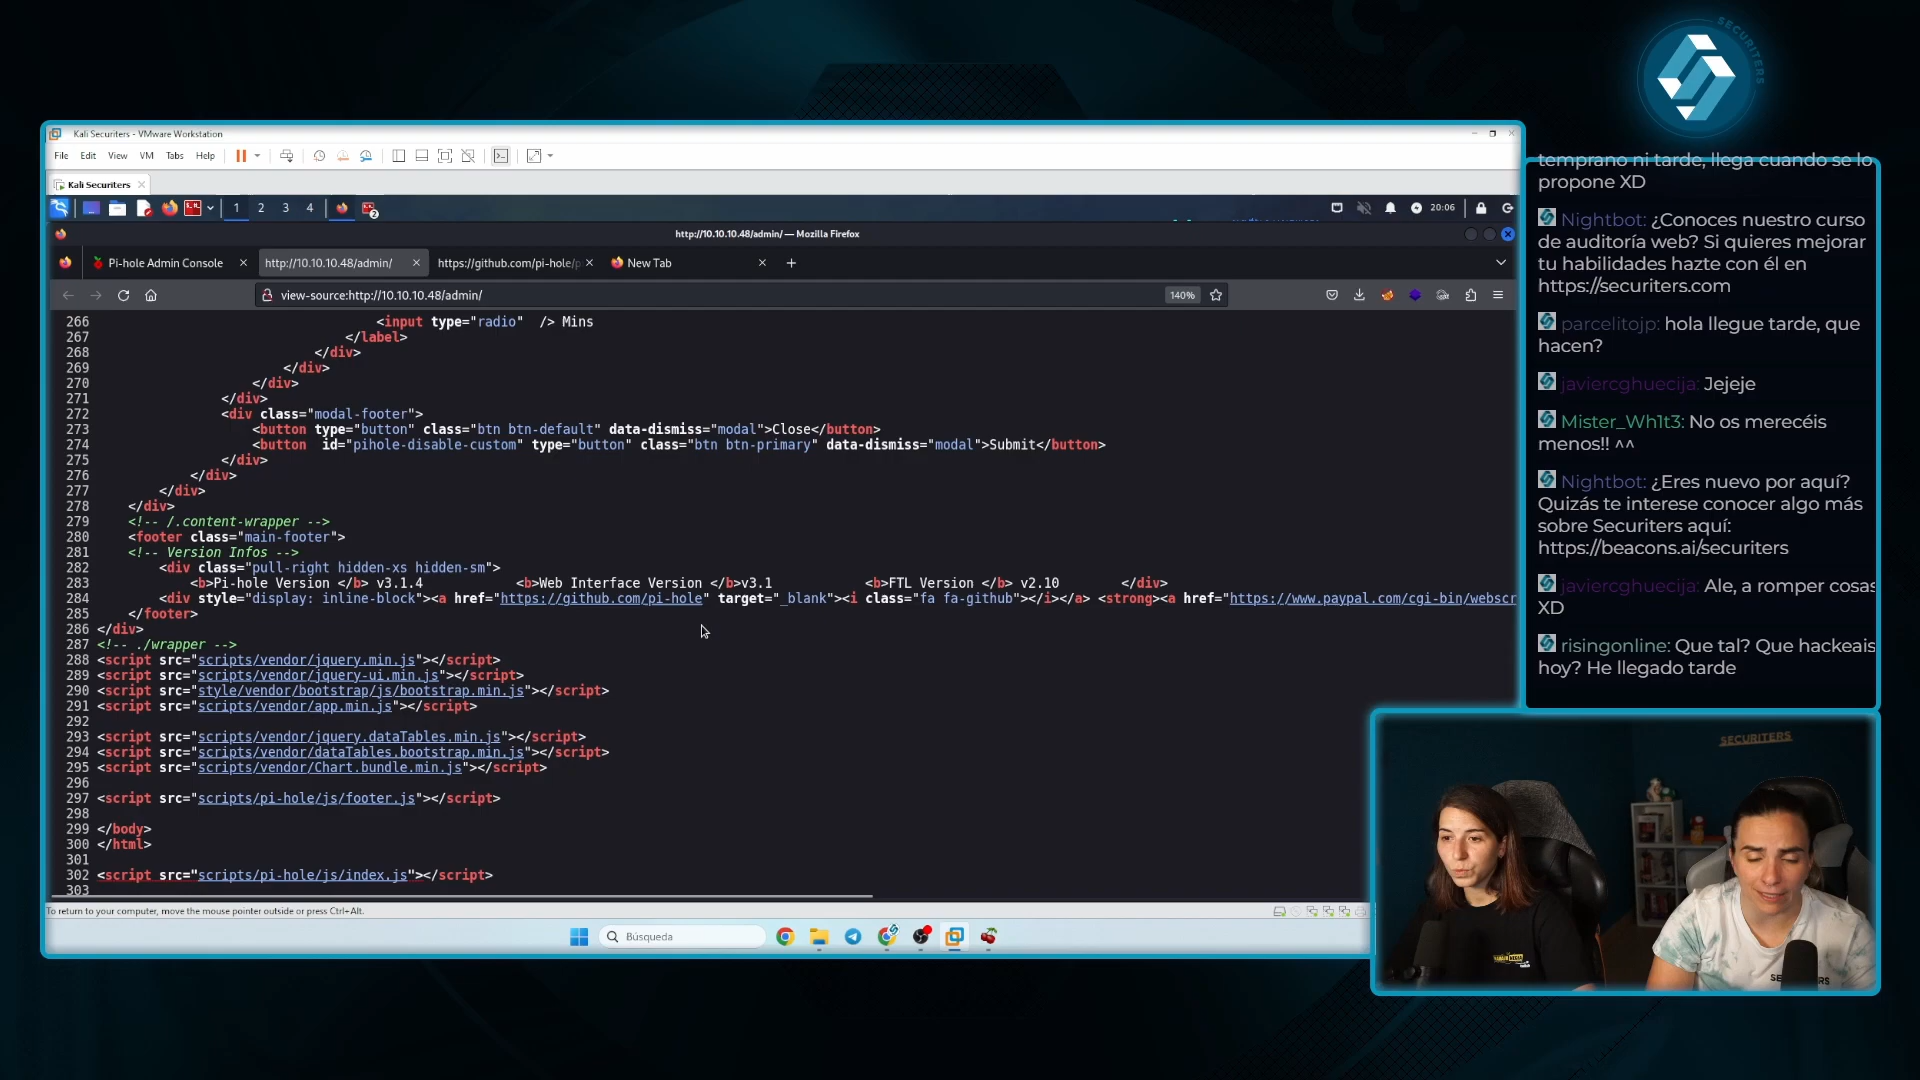 SECURITERS
Kali Securiters - VMware Workstation
File Edit View VM Tabs Help
Kali Securiters
1 2 3 4
2
20:06
http://10.10.10.48/admin/ — Mozilla Firefox
Pi-hole Admin Console
http://10.10.10.48/admin/
https://github.com/pi-hole/p
New Tab
view-source:http://10.10.10.48/admin/
140%
266 <input type="radio" /> Mins
267 </label>
268 </div>
269 </div>
270 </div>
271 </div>
272 <div class="modal-footer">
273 <button type="button" class="btn btn-default" data-dismiss="modal">Close</button>
274 <button id="pihole-disable-custom" type="button" class="btn btn-primary" data-dismiss="modal">Submit</button>
275 </div>
276 </div>
277 </div>
278 </div>
279 <!-- /.content-wrapper -->
280 <footer class="main-footer">
281 <!-- Version Infos -->
282 <div class="pull-right hidden-xs hidden-sm">
283 <b>Pi-hole Version </b> v3.1.4 <b>Web Interface Version </b>v3.1 <b>FTL Version </b> v2.10 </div>
284 <div style="display: inline-block"><a href="https://github.com/pi-hole" target="_blank"><i class="fa fa-github"></i></a> <strong><a href="https://www.paypal.com/cgi-bin/webscr
285 </footer>
286 </div>
287 <!-- ./wrapper -->
288 <script src="scripts/vendor/jquery.min.js"></script>
289 <script src="scripts/vendor/jquery-ui.min.js"></script>
290 <script src="style/vendor/bootstrap/js/bootstrap.min.js"></script>
291 <script src="scripts/vendor/app.min.js"></script>
292
293 <script src="scripts/vendor/jquery.dataTables.min.js"></script>
294 <script src="scripts/vendor/dataTables.bootstrap.min.js"></script>
295 <script src="scripts/vendor/Chart.bundle.min.js"></script>
296
297 <script src="scripts/pi-hole/js/footer.js"></script>
298
299 </body>
300 </html>
301
302 <script src="scripts/pi-hole/js/index.js"></script>
303
To return to your computer, move the mouse pointer outside or press Ctrl+Alt.
Búsqueda
temprano ni tarde, llega cuando se lo
propone XD
Nightbot: ¿Conoces nuestro curso
de auditoría web? Si quieres mejorar
tu habilidades hazte con él en
https://securiters.com
parcelitojp: hola llegue tarde, que
hacen?
javiercghuecija: Jejeje
Mister_Wh1t3: No os merecéis
menos!! ^^
Nightbot: ¿Eres nuevo por aquí?
Quizás te interese conocer algo más
sobre Securiters aquí:
https://beacons.ai/securiters
javiercghuecija: Ale, a romper cosas
XD
risingonline: Que tal? Que hackeais
hoy? He llegado tarde
SECURITERS